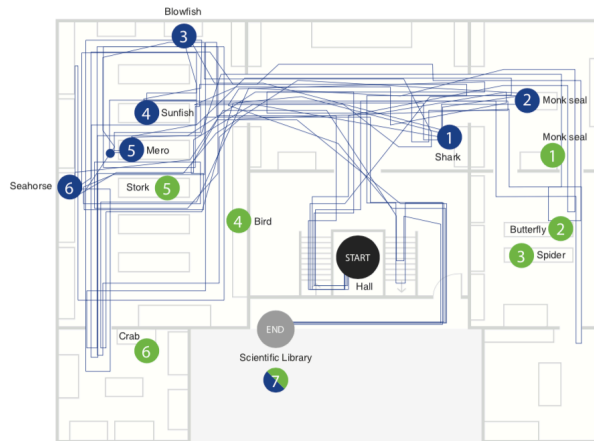 Blowfish
3
4 Sunfish
5 Mero
Seahorse 6
Stork 5
2 Monk seal
1
Shark
Monk seal
1
4 Bird
Butterfly 2
3 Spider
START
Hall
END
Scientific Library
7
Crab
6